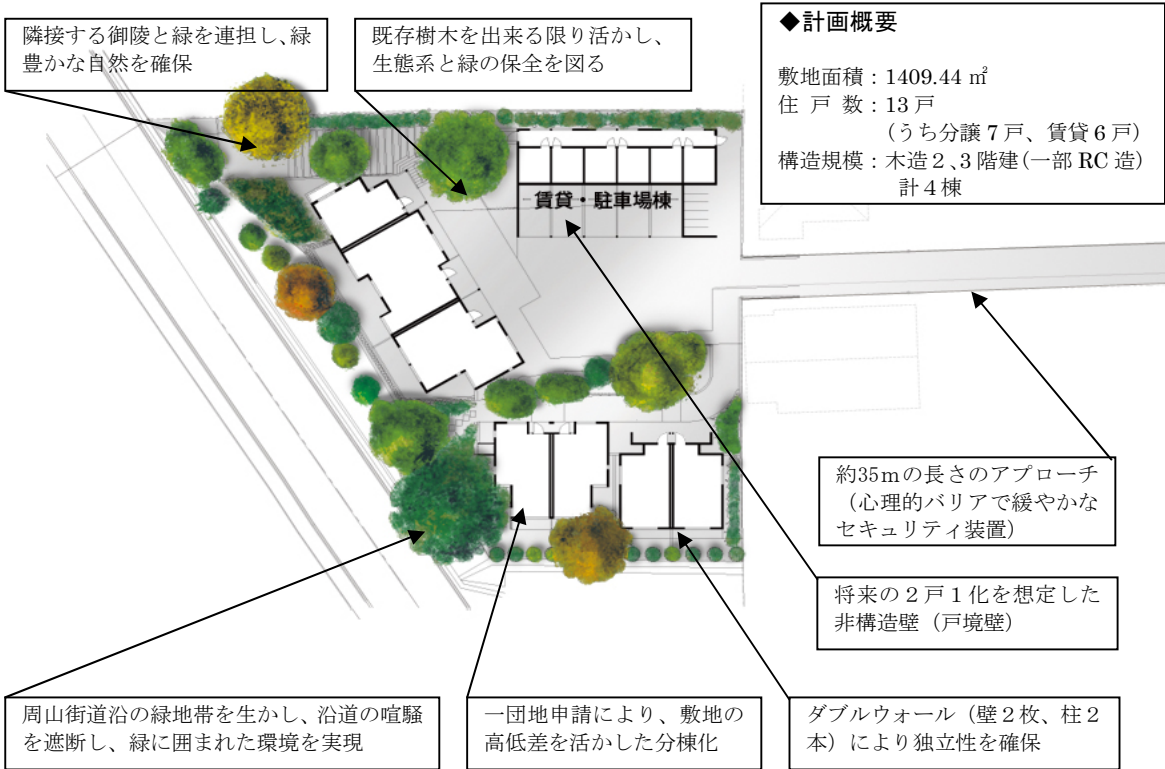 隣接する御陵と緑を連担し、緑
豊かな自然を確保
既存樹木を出来る限り活かし、
生態系と緑の保全を図る
◆計画概要
敷地面積：1409.44 ㎡
住 戸 数：13 戸
（うち分譲 7 戸、賃貸 6 戸）
構造規模：木造２、３階建（一部 RC 造）
計４棟
賃貸・駐車場棟
約35ｍの長さのアプローチ
（心理的バリアで緩やかな
セキュリティ装置）
将来の２戸１化を想定した
非構造壁（戸境壁）
周山街道沿の緑地帯を生かし、沿道の喧騒
を遮断し、緑に囲まれた環境を実現
一団地申請により、敷地の
高低差を活かした分棟化
ダブルウォール（壁２枚、柱２
本）により独立性を確保